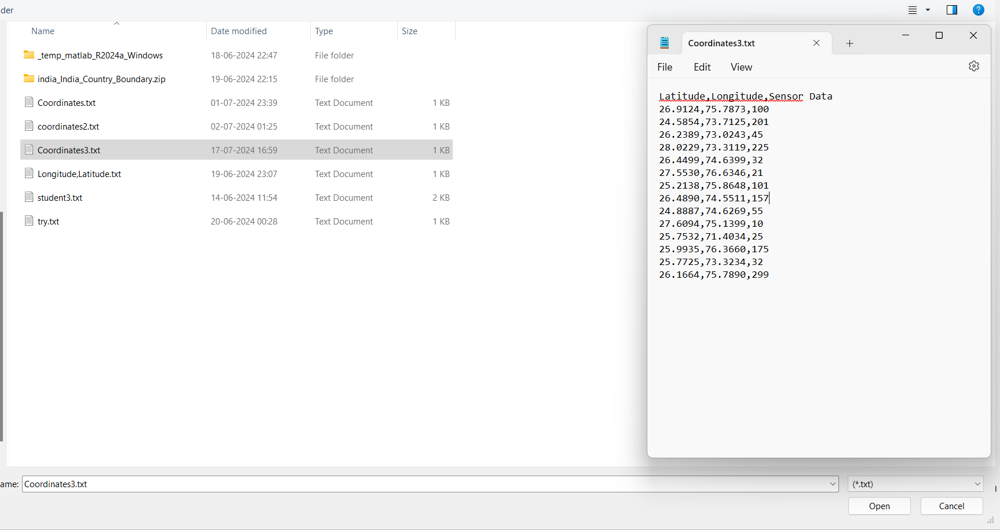 der
Name Date modified Type Size
_temp_matlab_R2024a_Windows 18-06-2024 22:47 File folder
india_India_Country_Boundary.zip 19-06-2024 22:15 File folder
Coordinates.txt 01-07-2024 23:39 Text Document 1 KB
coordinates2.txt 02-07-2024 01:25 Text Document 1 KB
Coordinates3.txt 17-07-2024 16:59 Text Document 1 KB
Longitude,Latitude.txt 19-06-2024 23:07 Text Document 1 KB
student3.txt 14-06-2024 11:54 Text Document 2 KB
try.txt 20-06-2024 00:28 Text Document 1 KB
Coordinates3.txt
File Edit View
Latitude,Longitude,Sensor Data
26.9124,75.7873,100
24.5854,73.7125,201
26.2389,73.0243,45
28.0229,73.3119,225
26.4499,74.6399,32
27.5530,76.6346,21
25.2138,75.8648,101
26.4890,74.5511,157
24.8887,74.6269,55
27.6094,75.1399,10
25.7532,71.4034,25
25.9935,76.3660,175
25.7725,73.3234,32
26.1664,75.7890,299
ame: Coordinates3.txt (*.txt)
Open Cancel